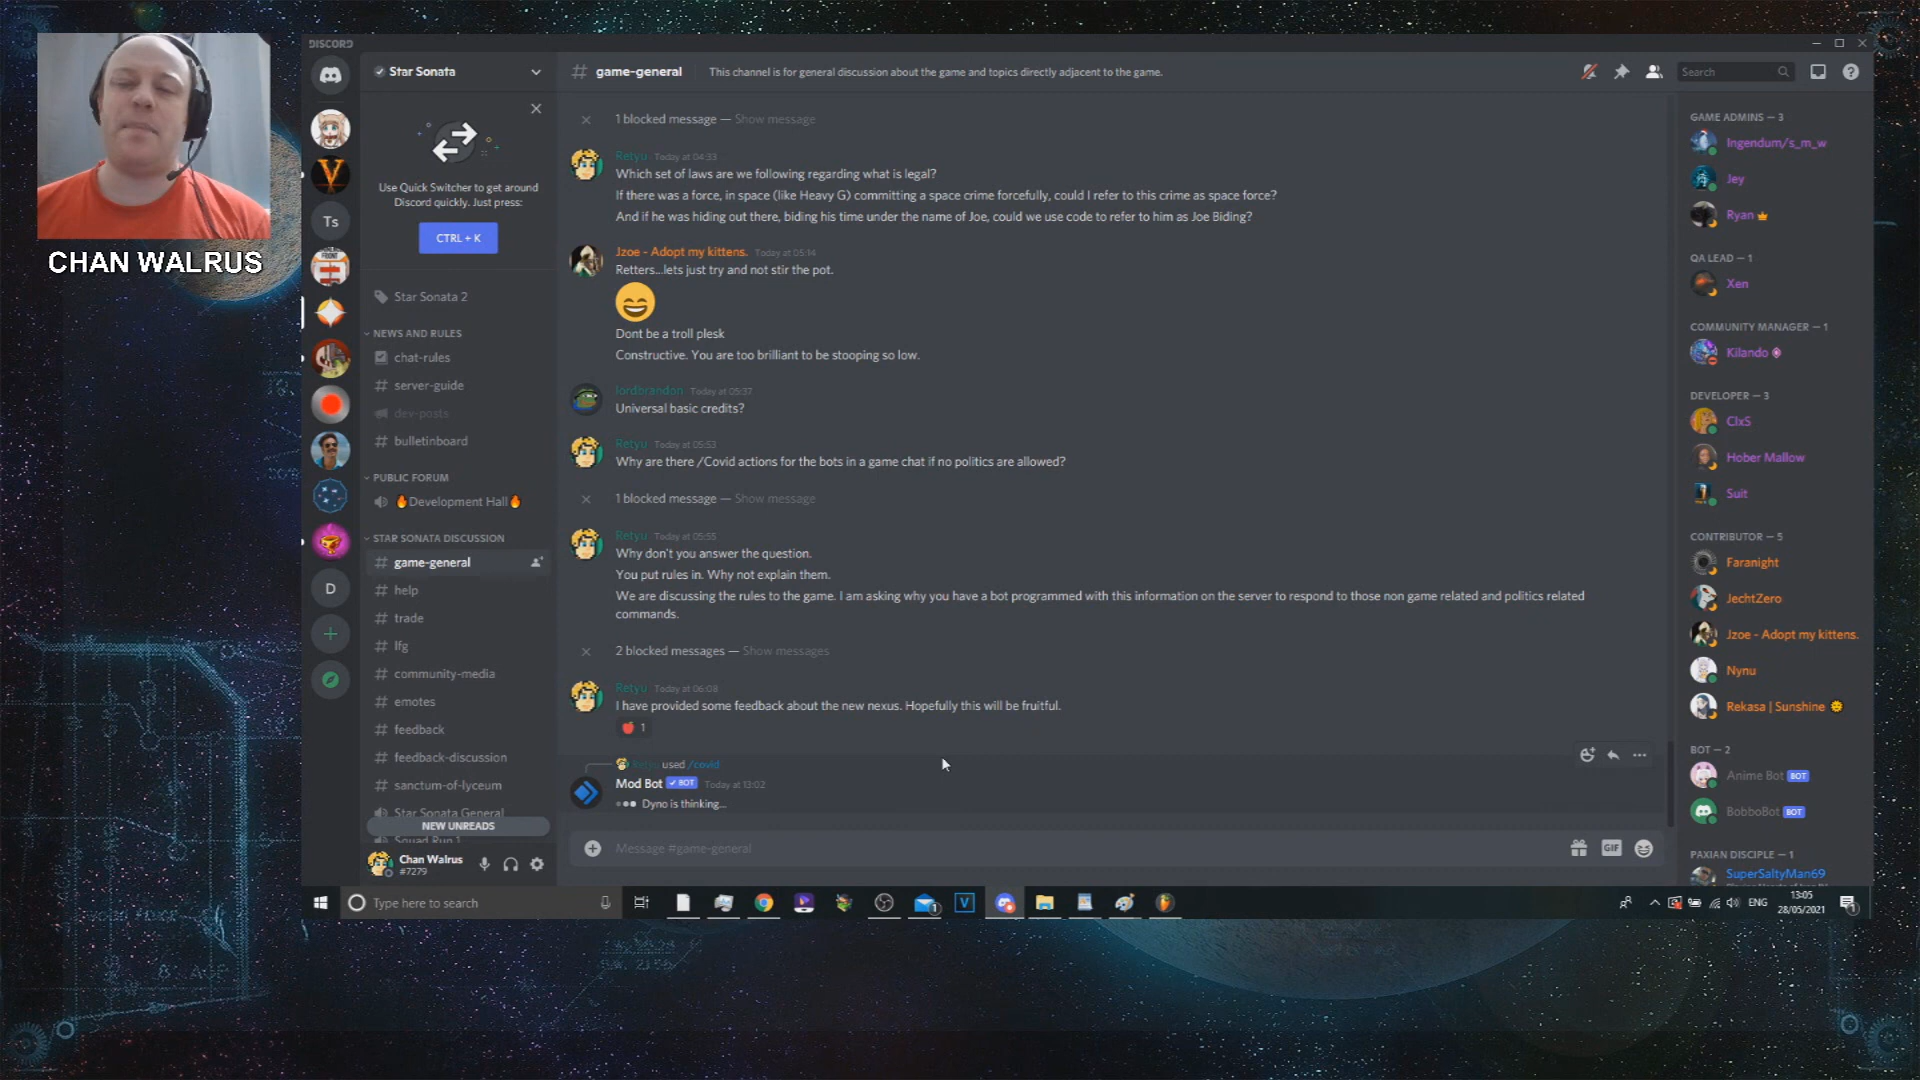 DISCORD
CHAN WALRUS
Star Sonata
Use Quick Switcher to get around
Discord quickly. Just press:
CTRL + K
Star Sonata 2
NEWS AND RULES
chat-rules
server-guide
dev-posts
bulletinboard
PUBLIC FORUM
Development Hall
STAR SONATA DISCUSSION
game-general
help
trade
lfg
community-media
emotes
feedback
feedback-discussion
sanctum-of-lyceum
Star Sonata General
NEW UNREADS
Squad Run 1
Chan Walrus
#7279
Ts
D
game-general
This channel is for general discussion about the game and topics directly adjacent to the game.
Search
1 blocked message — Show message
Retyu Today at 04:33
Which set of laws are we following regarding what is legal?
If there was a force, in space (like Heavy G) committing a space crime forcefully, could I refer to this crime as space force?
And if he was hiding out there, biding his time under the name of Joe, could we use code to refer to him as Joe Biding?
Jzoe - Adopt my kittens. Today at 05:14
Retters...lets just try and not stir the pot.
Dont be a troll plesk
Constructive. You are too brilliant to be stooping so low.
lordbrandon Today at 05:37
Universal basic credits?
Retyu Today at 05:53
Why are there /Covid actions for the bots in a game chat if no politics are allowed?
1 blocked message — Show message
Retyu Today at 05:55
Why don't you answer the question.
You put rules in. Why not explain them.
We are discussing the rules to the game. I am asking why you have a bot programmed with this information on the server to respond to those non game related and politics related
commands.
2 blocked messages — Show messages
Retyu Today at 06:08
I have provided some feedback about the new nexus. Hopefully this will be fruitful.
1
Retyu used /covid
Mod Bot BOT Today at 13:02
Dyno is thinking...
Message #game-general
GIF
GAME ADMINS — 3
Ingendum/s_m_w
Jey
Ryan
QA LEAD — 1
Xen
COMMUNITY MANAGER — 1
Kilando
DEVELOPER — 3
ClxS
Hober Mallow
Suit
CONTRIBUTOR — 5
Faranight
JechtZero
Jzoe - Adopt my kittens.
Nynu
Rekasa | Sunshine
BOT — 2
Anime Bot BOT
BobboBot BOT
PAXIAN DISCIPLE — 1
SuperSaltyMan69
Type here to search
ENG
13:05
28/05/2021